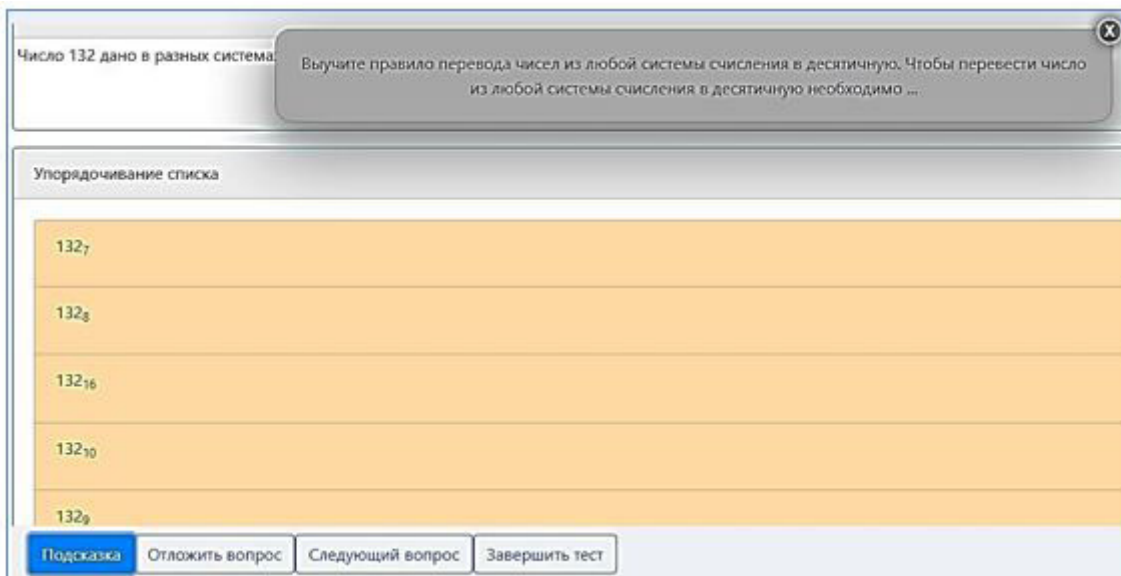 Число 132 дано в разных система
X
Выучите правило перевода чисел из любой системы счисления в десятичную. Чтобы перевести число
из любой системы счисления в десятичную необходимо ...
Упорядочивание списка
132₇
132₈
132₁₆
132₁₀
132₉
Подсказка Отложить вопрос Следующий вопрос Завершить тест